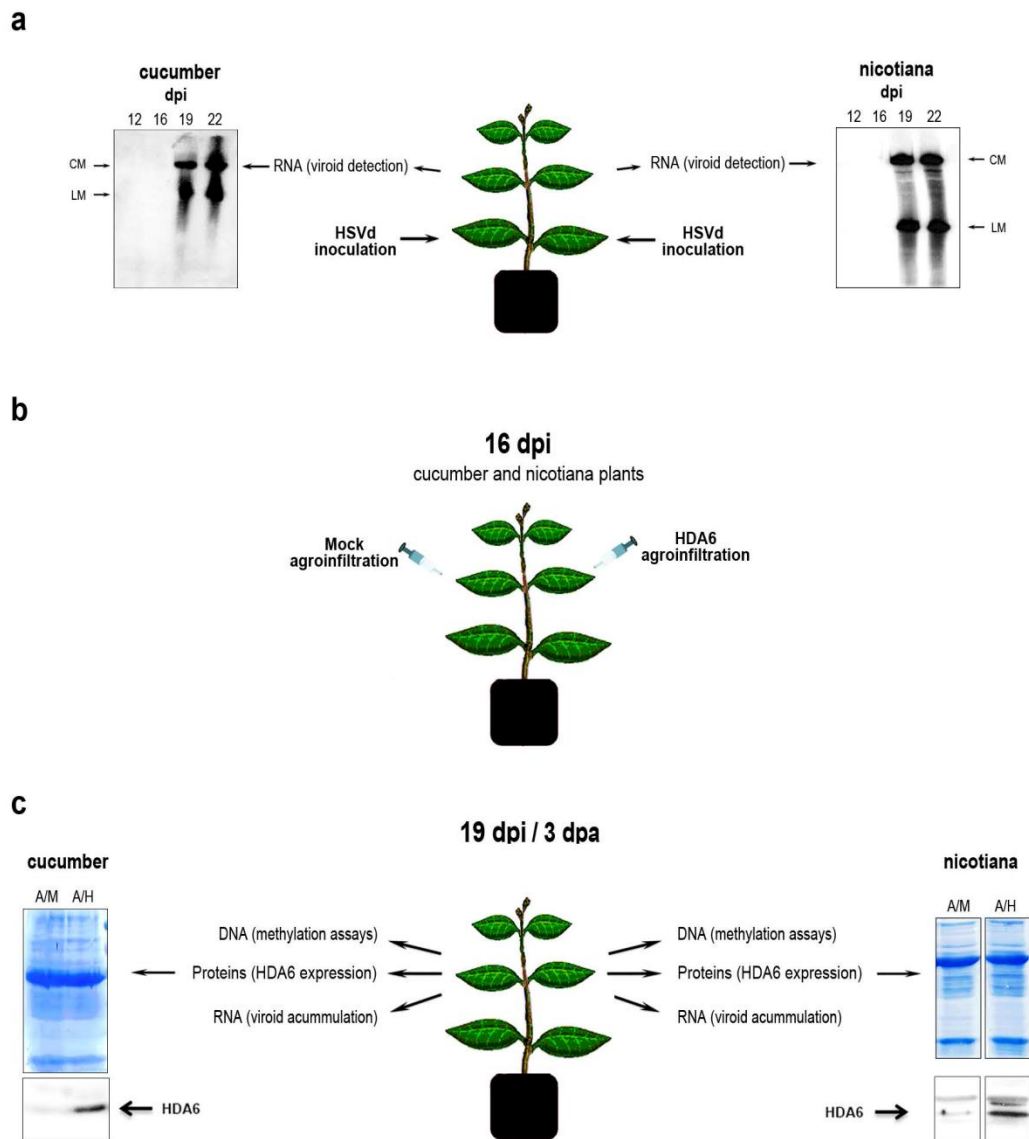 a
cucumber
dpi
12 16 19 22
CM
LM
RNA (viroid detection)
HSVd
inoculation
RNA (viroid detection)
HSVd
inoculation
nicotiana
dpi
12 16 19 22
CM
LM
b
16 dpi
cucumber and nicotiana plants
Mock
agroinfiltration
HDA6
agroinfiltration
c
19 dpi / 3 dpa
cucumber
A/M A/H
DNA (methylation assays)
Proteins (HDA6 expression)
RNA (viroid acummulation)
HDA6
DNA (methylation assays)
Proteins (HDA6 expression)
RNA (viroid acummulation)
nicotiana
A/M A/H
HDA6